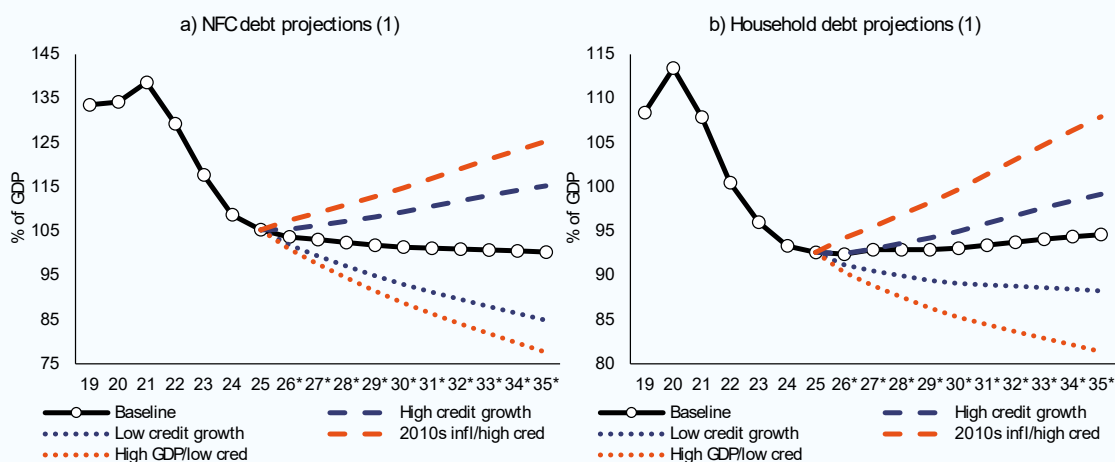 a) NFC debt projections (1)
145
135
125
115
105
95
85
75
% of GDP
19 20 21 22 23 24 25 26* 27* 28* 29* 30* 31* 32* 33* 34* 35*
Baseline
High credit growth
Low credit growth
2010s infl/high cred
High GDP/low cred
b) Household debt projections (1)
115
110
105
100
95
90
85
80
% of GDP
19 20 21 22 23 24 25 26* 27* 28* 29* 30* 31* 32* 33* 34* 35*
Baseline
High credit growth
Low credit growth
2010s infl/high cred
High GDP/low cred